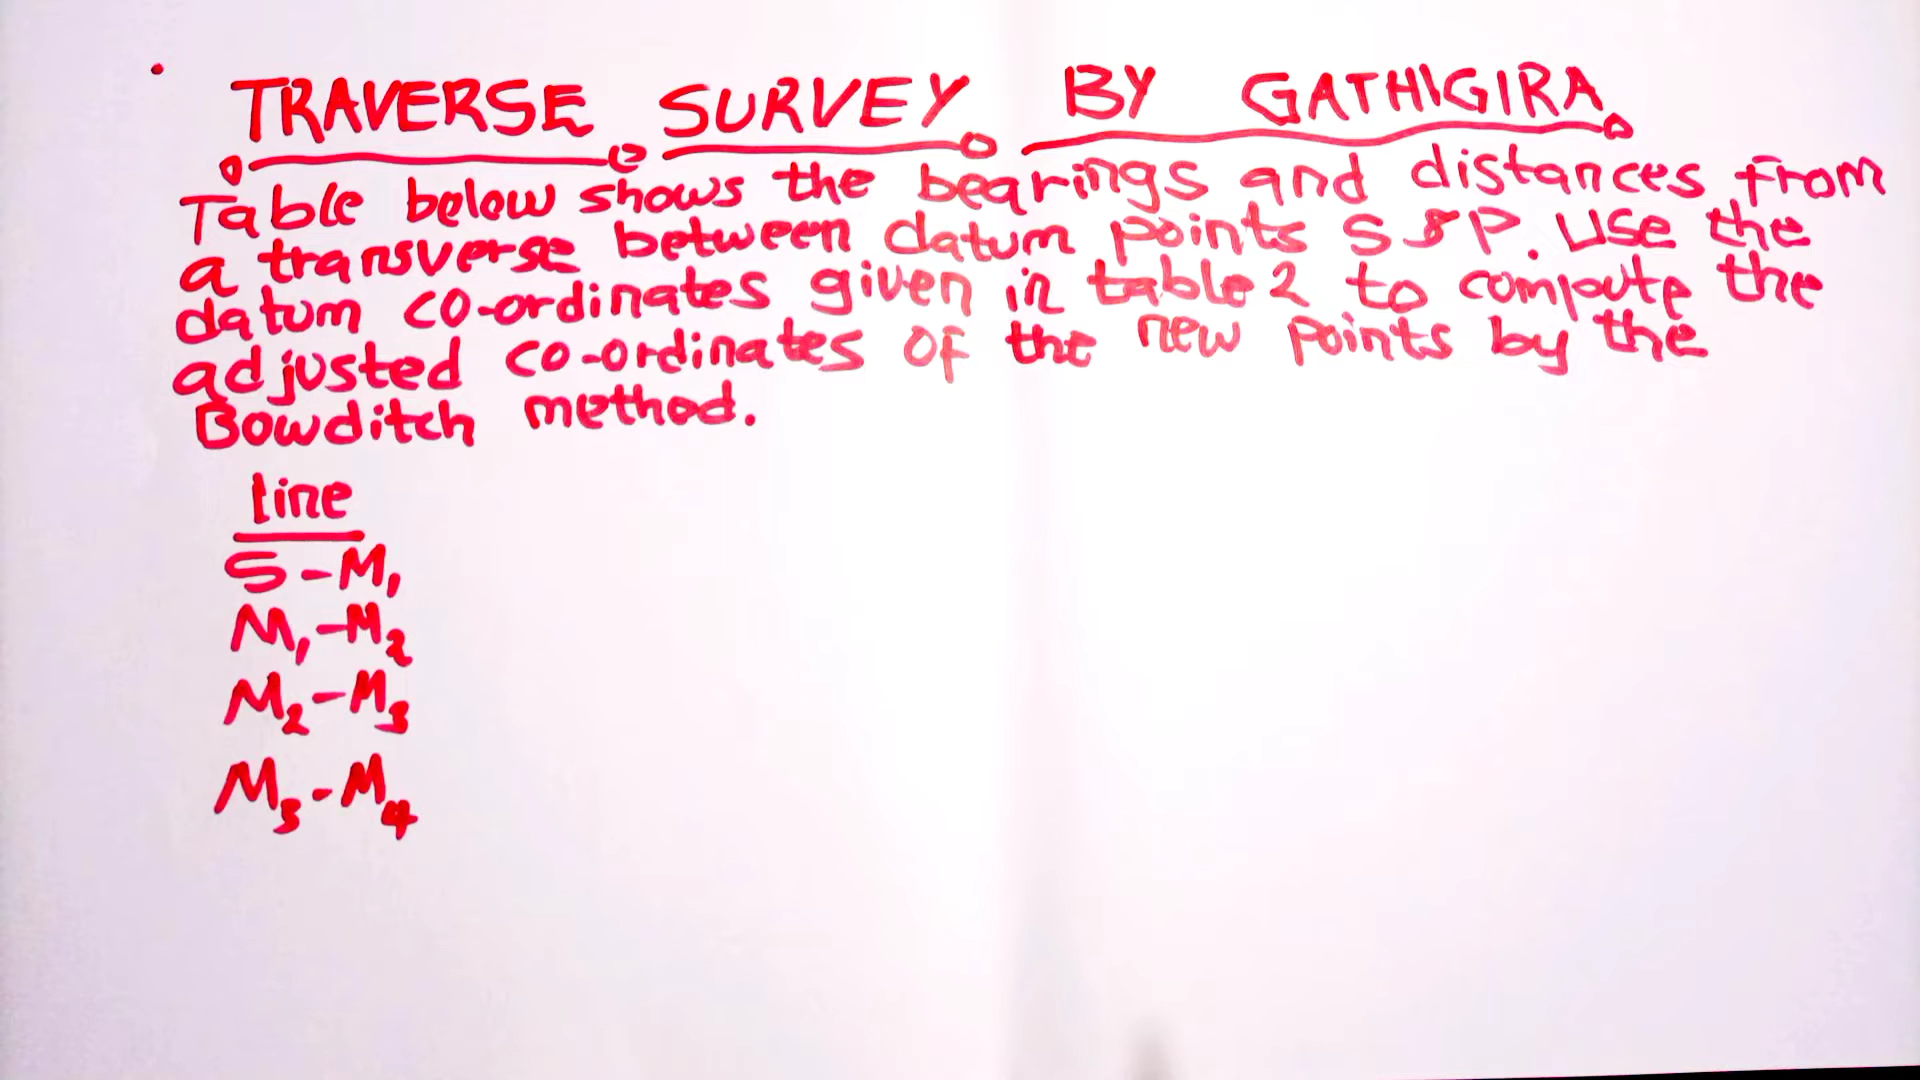 TRAVERSE SURVEY BY GATHIGIRA
Table below shows the bearings and distances from
a transverse between datum points S & P. Use the
datum co-ordinates given in table 2 to compute the
adjusted co-ordinates of the new points by the
Bowditch method.
line
S-M1
M1-M2
M2-M3
M3-M4